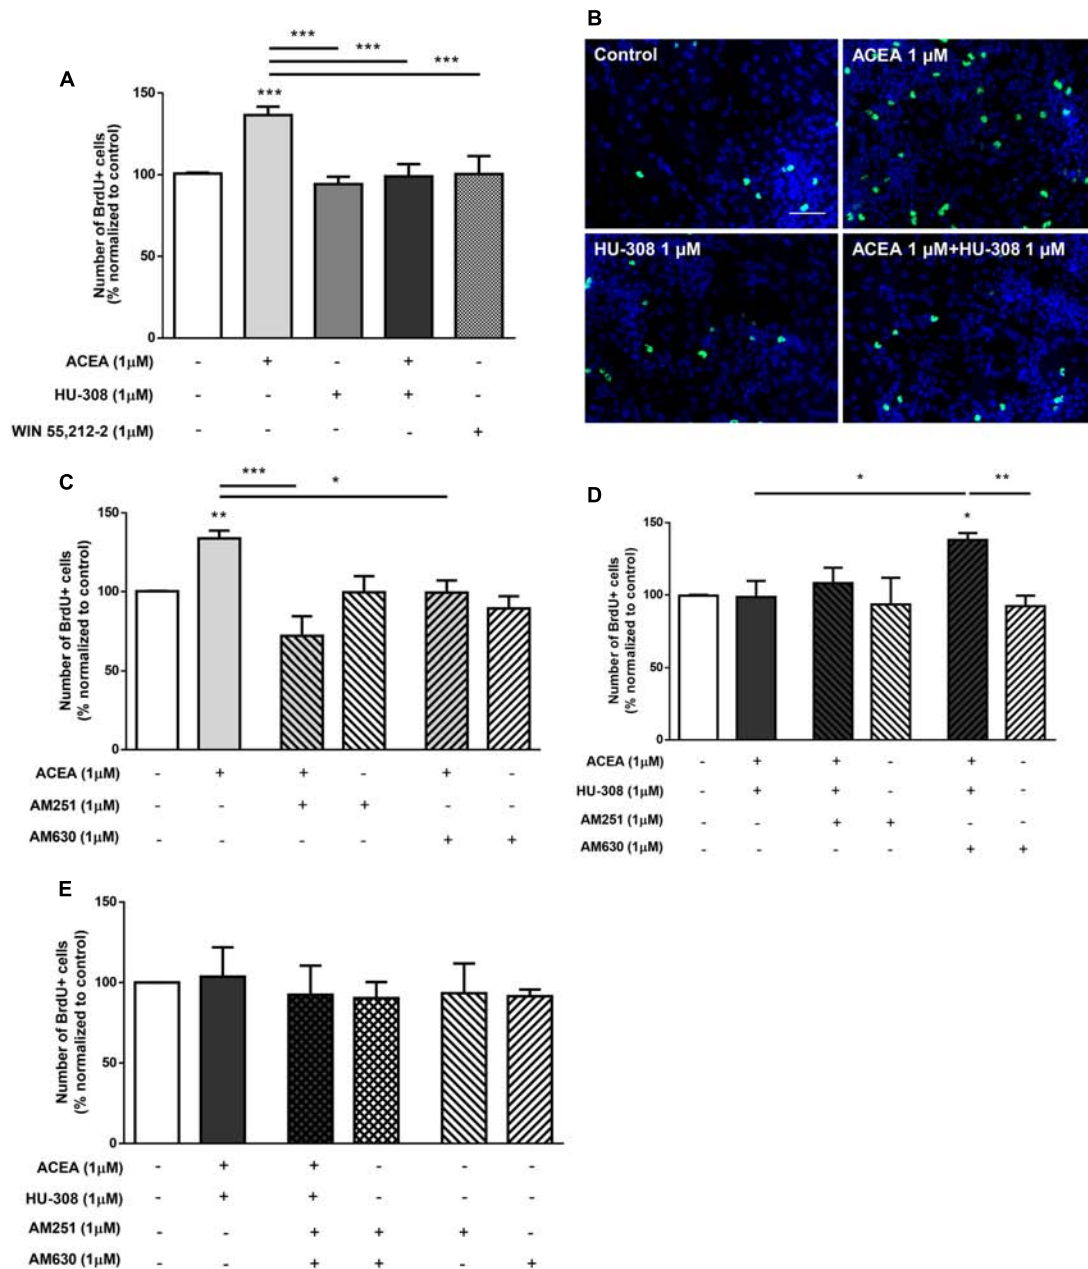 A
***
***
***
***
Number of BrdU+ cells
(% normalized to control)
150
100
50
0
ACEA (1µM) - + - + -
HU-308 (1µM) - - + + -
WIN 55,212-2 (1µM) - - - - +
B
Control
ACEA 1 µM
HU-308 1 µM
ACEA 1 µM+HU-308 1 µM
C
***
*
**
Number of BrdU+ cells
(% normalized to control)
150
100
50
0
ACEA (1µM) - + + - + -
AM251 (1µM) - - + + - -
AM630 (1µM) - - - - + +
D
* **
*
Number of BrdU+ cells
(% normalized to control)
150
100
50
0
ACEA (1µM) - + + - + -
HU-308 (1µM) - + + - + -
AM251 (1µM) - - + + - -
AM630 (1µM) - - - - + +
E
Number of BrdU+ cells
(% normalized to control)
150
100
50
0
ACEA (1µM) - + + - - -
HU-308 (1µM) - + + - - -
AM251 (1µM) - - + + + -
AM630 (1µM) - - + + - +